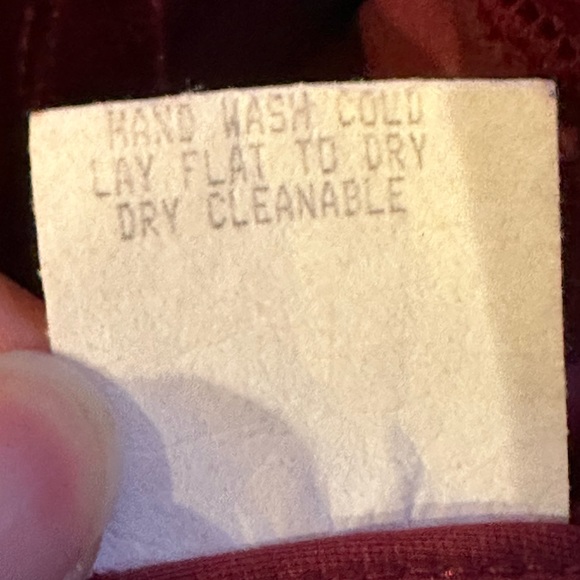 HAND WASH COLD
LAY FLAT TO DRY
DRY CLEANABLE